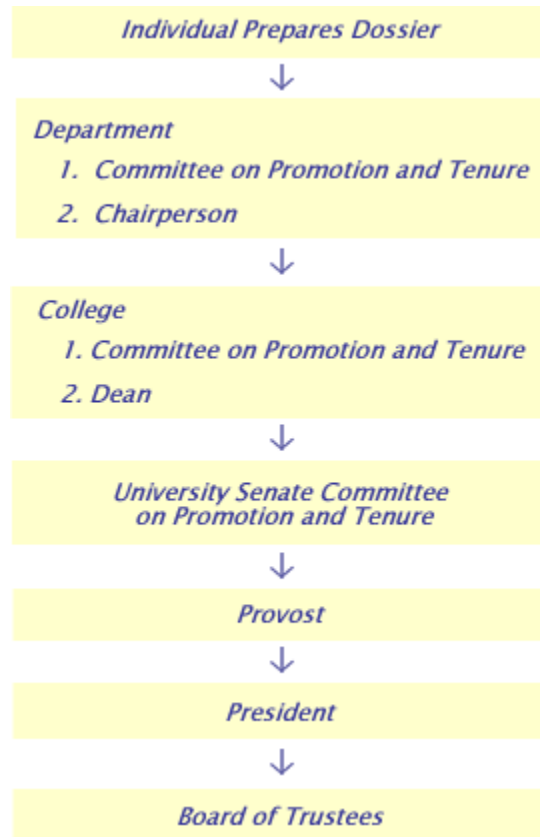 Individual Prepares Dossier
Department
1. Committee on Promotion and Tenure
2. Chairperson
College
1. Committee on Promotion and Tenure
2. Dean
University Senate Committee
on Promotion and Tenure
Provost
President
Board of Trustees